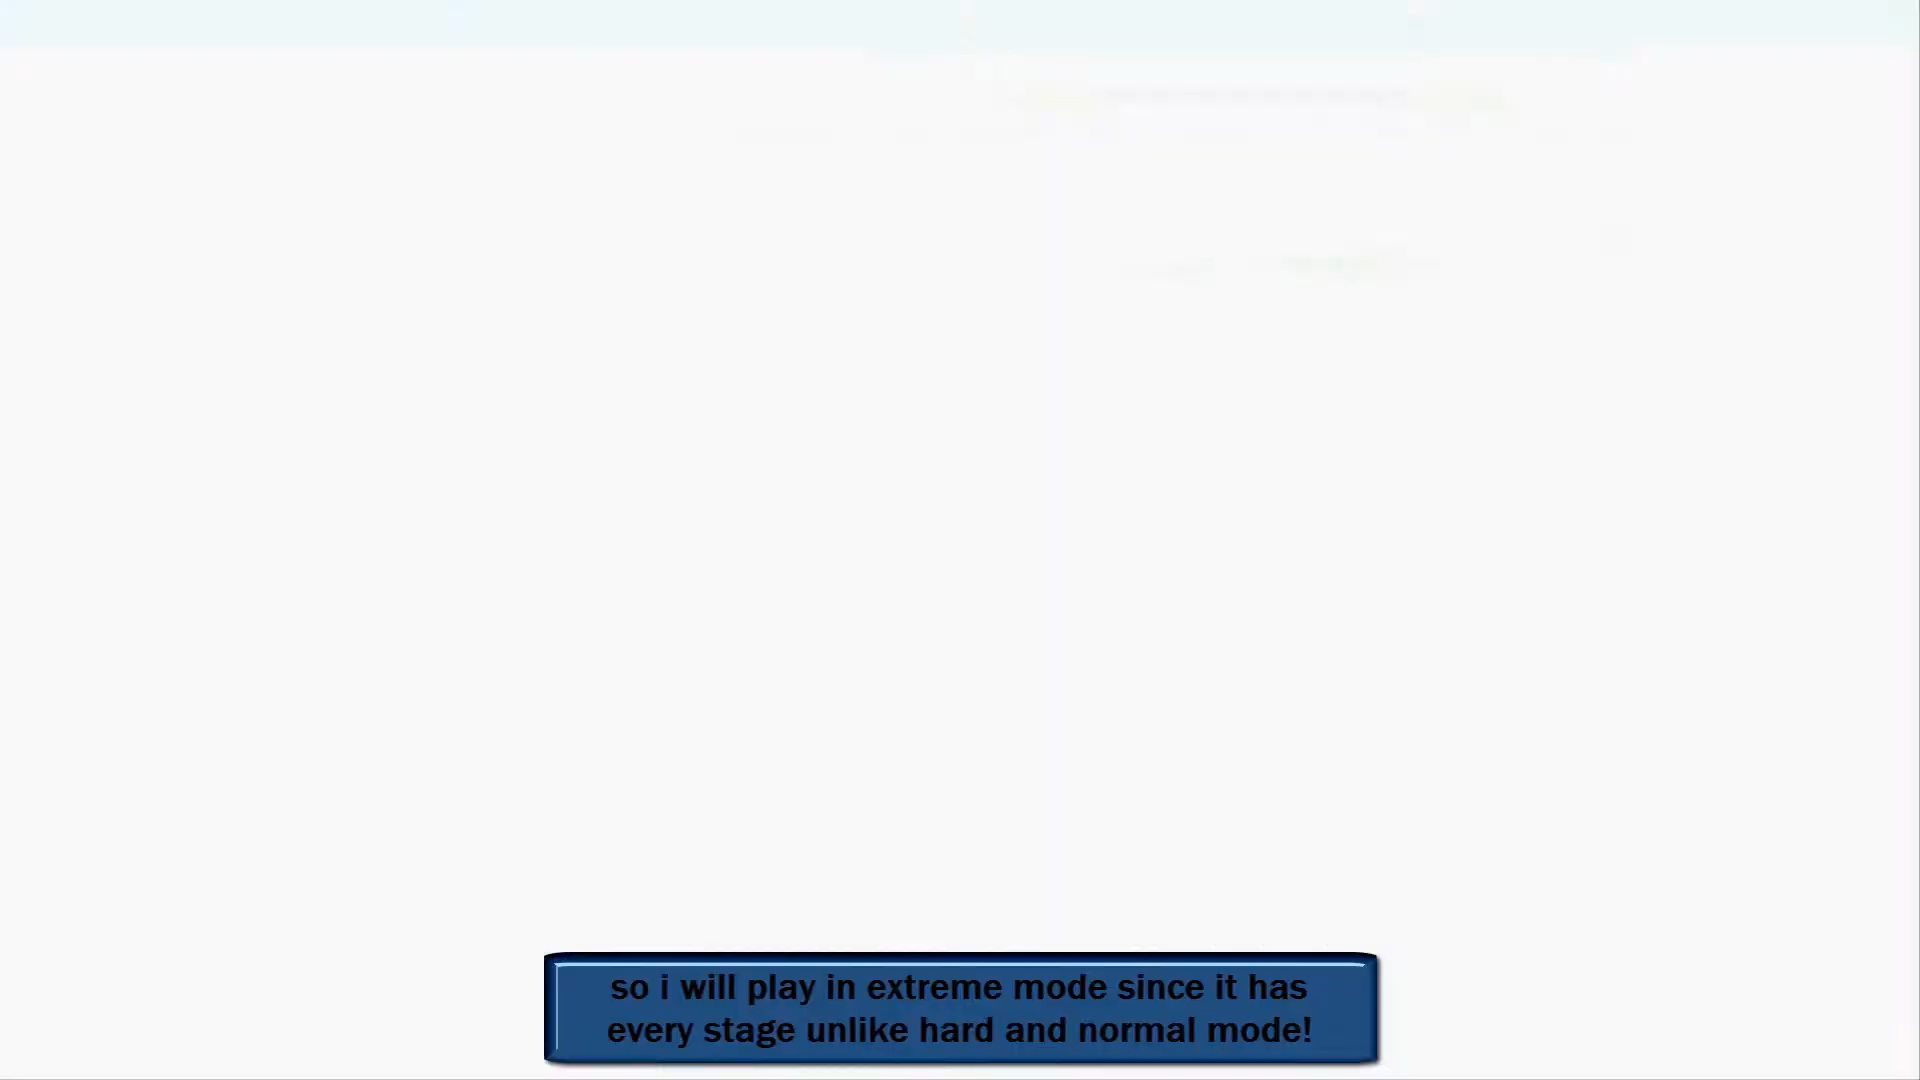 so i will play in extreme mode since it has
every stage unlike hard and normal mode!